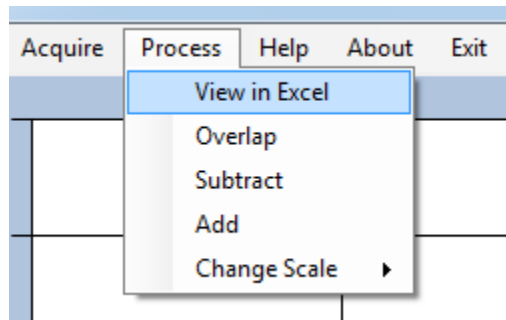 Acquire Process Help About Exit
View in Excel
Overlap
Subtract
Add
Change Scale